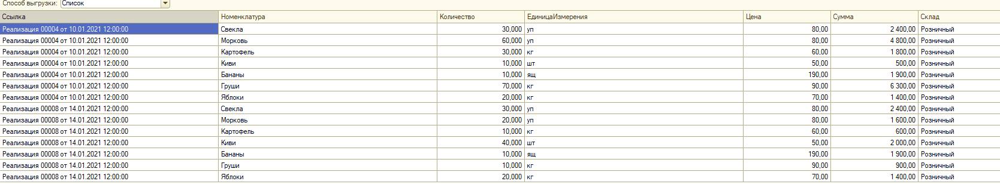 Способ выгрузки: Список
Ссылка Номенклатура Количество ЕдиницаИзмерения Цена Сумма Склад
Реализация 00004 от 10.01.2021 12:00:00 Свекла 30,000 уп 80,00 2 400,00 Розничный
Реализация 00004 от 10.01.2021 12:00:00 Морковь 60,000 уп 80,00 4 800,00 Розничный
Реализация 00004 от 10.01.2021 12:00:00 Картофель 30,000 кг 60,00 1 800,00 Розничный
Реализация 00004 от 10.01.2021 12:00:00 Киви 10,000 шт 50,00 500,00 Розничный
Реализация 00004 от 10.01.2021 12:00:00 Бананы 10,000 ящ 190,00 1 900,00 Розничный
Реализация 00004 от 10.01.2021 12:00:00 Груши 70,000 кг 90,00 6 300,00 Розничный
Реализация 00004 от 10.01.2021 12:00:00 Яблоки 20,000 кг 70,00 1 400,00 Розничный
Реализация 00008 от 14.01.2021 12:00:00 Свекла 30,000 уп 80,00 2 400,00 Розничный
Реализация 00008 от 14.01.2021 12:00:00 Морковь 20,000 уп 80,00 1 600,00 Розничный
Реализация 00008 от 14.01.2021 12:00:00 Картофель 10,000 кг 60,00 600,00 Розничный
Реализация 00008 от 14.01.2021 12:00:00 Киви 40,000 шт 50,00 2 000,00 Розничный
Реализация 00008 от 14.01.2021 12:00:00 Бананы 10,000 ящ 190,00 1 900,00 Розничный
Реализация 00008 от 14.01.2021 12:00:00 Груши 10,000 кг 90,00 900,00 Розничный
Реализация 00008 от 14.01.2021 12:00:00 Яблоки 20,000 кг 70,00 1 400,00 Розничный